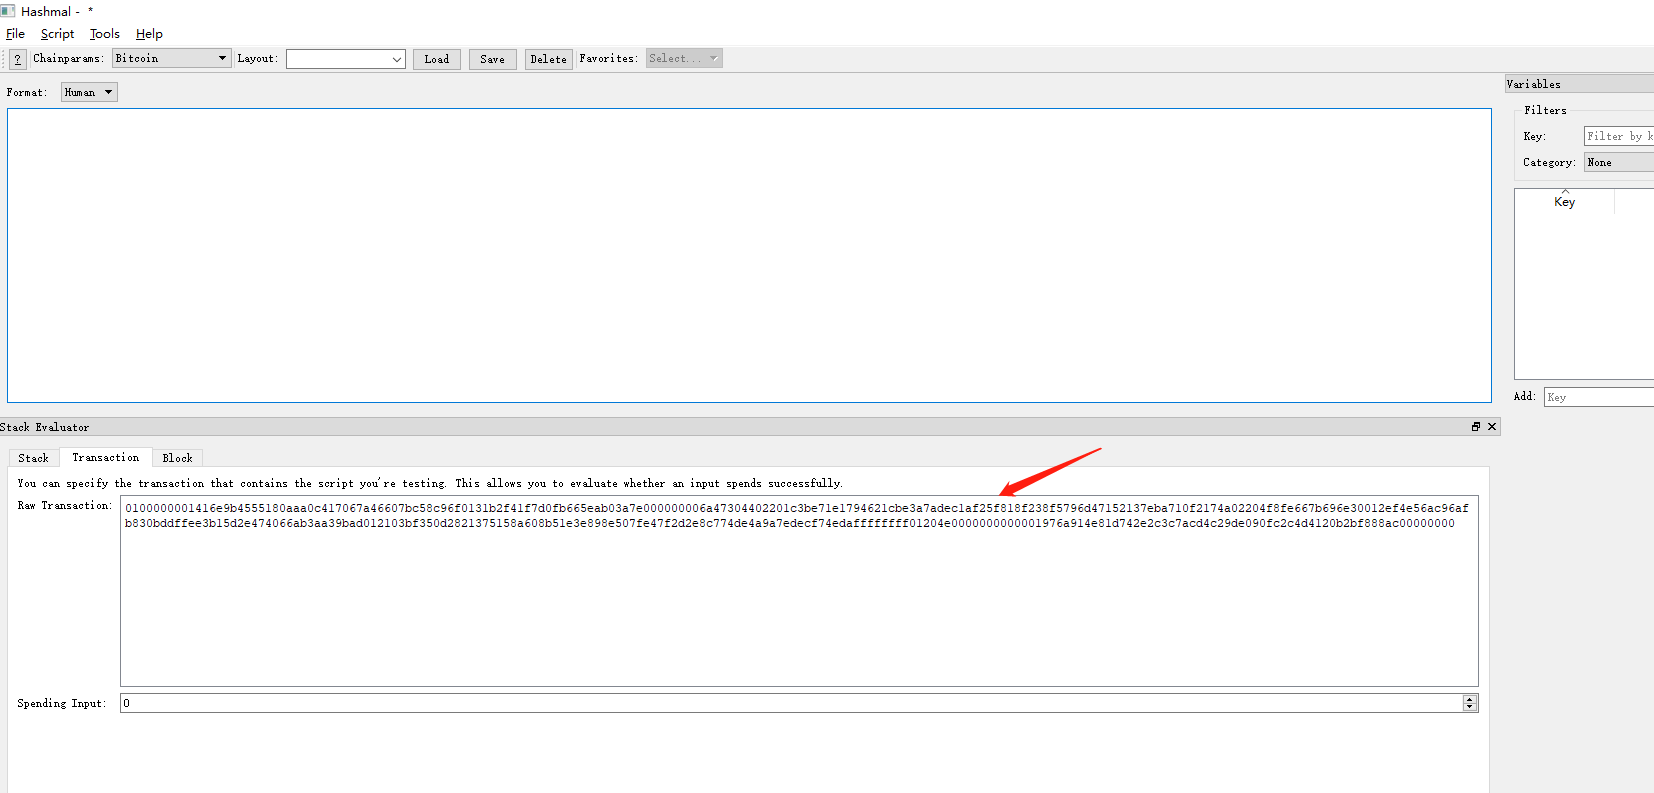 Hashmal - *
File Script Tools Help
? Chainparams: Bitcoin Layout: Load Save Delete Favorites: Select...
Format: Human
Variables
Filters
Key: Filter by k
Category: None
Key
Add: Key
Stack Evaluator
Stack Transaction Block
You can specify the transaction that contains the script you're testing. This allows you to evaluate whether an input spends successfully.
Raw Transaction: 0100000001416e9b4555180aaa0c417067a46607bc58c96f0131b2f41f7d0fb665eab03a7e000000006a47304402201c3be71e1794621cbe3a7adec1af25f818f238f5796d47152137eba710f2174a02204f8fe667b696e30012ef4e56ac96af
b830bddffee3b15d2e474066ab3aa39bad012103bf350d2821375158a608b51e3e898e507fe47f2d2e8c774de4a9a7edecf74edaffffffff01204e0000000000001976a914e81d742e2c3c7acd4c29de090fc2c4d4120b2bf888ac00000000
Spending Input: 0